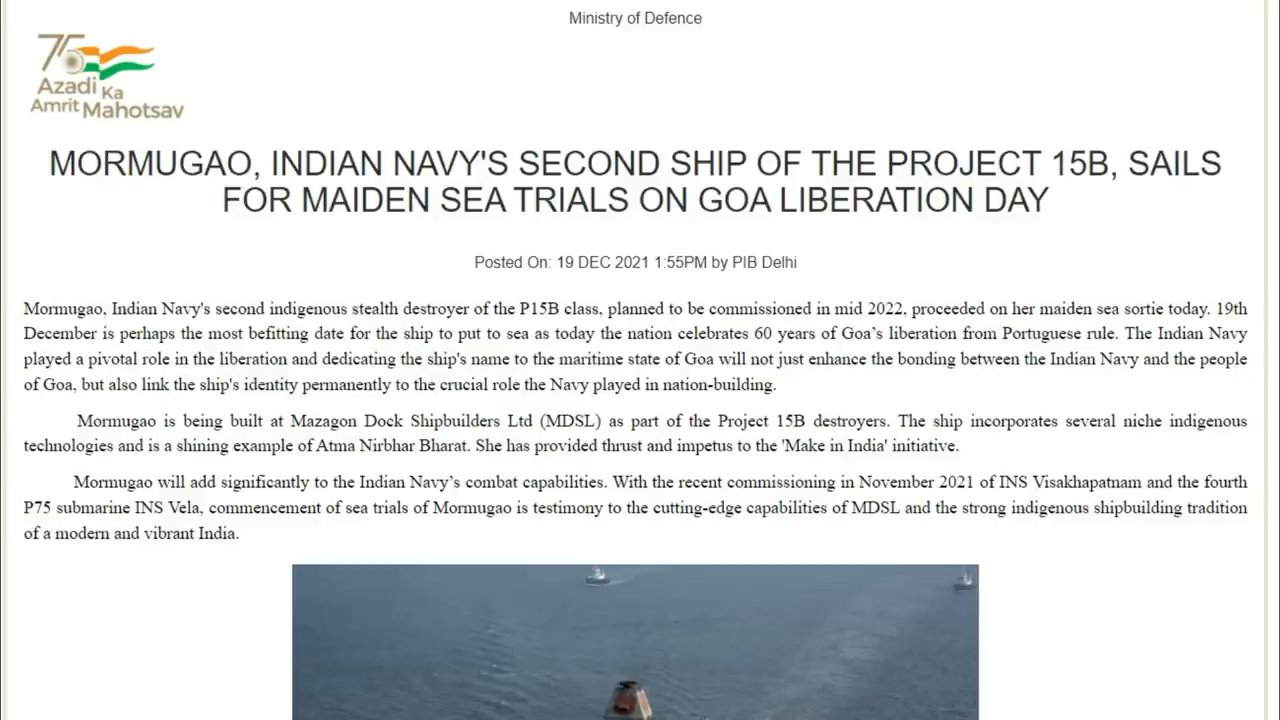 Ministry of Defence
75
Azadi Ka
Amrit Mahotsav
MORMUGAO, INDIAN NAVY'S SECOND SHIP OF THE PROJECT 15B, SAILS
FOR MAIDEN SEA TRIALS ON GOA LIBERATION DAY
Posted On: 19 DEC 2021 1:55PM by PIB Delhi
Mormugao, Indian Navy's second indigenous stealth destroyer of the P15B class, planned to be commissioned in mid 2022, proceeded on her maiden sea sortie today. 19th
December is perhaps the most befitting date for the ship to put to sea as today the nation celebrates 60 years of Goa’s liberation from Portuguese rule. The Indian Navy
played a pivotal role in the liberation and dedicating the ship's name to the maritime state of Goa will not just enhance the bonding between the Indian Navy and the people
of Goa, but also link the ship's identity permanently to the crucial role the Navy played in nation-building.
Mormugao is being built at Mazagon Dock Shipbuilders Ltd (MDSL) as part of the Project 15B destroyers. The ship incorporates several niche indigenous
technologies and is a shining example of Atma Nirbhar Bharat. She has provided thrust and impetus to the 'Make in India' initiative.
Mormugao will add significantly to the Indian Navy’s combat capabilities. With the recent commissioning in November 2021 of INS Visakhapatnam and the fourth
P75 submarine INS Vela, commencement of sea trials of Mormugao is testimony to the cutting-edge capabilities of MDSL and the strong indigenous shipbuilding tradition
of a modern and vibrant India.